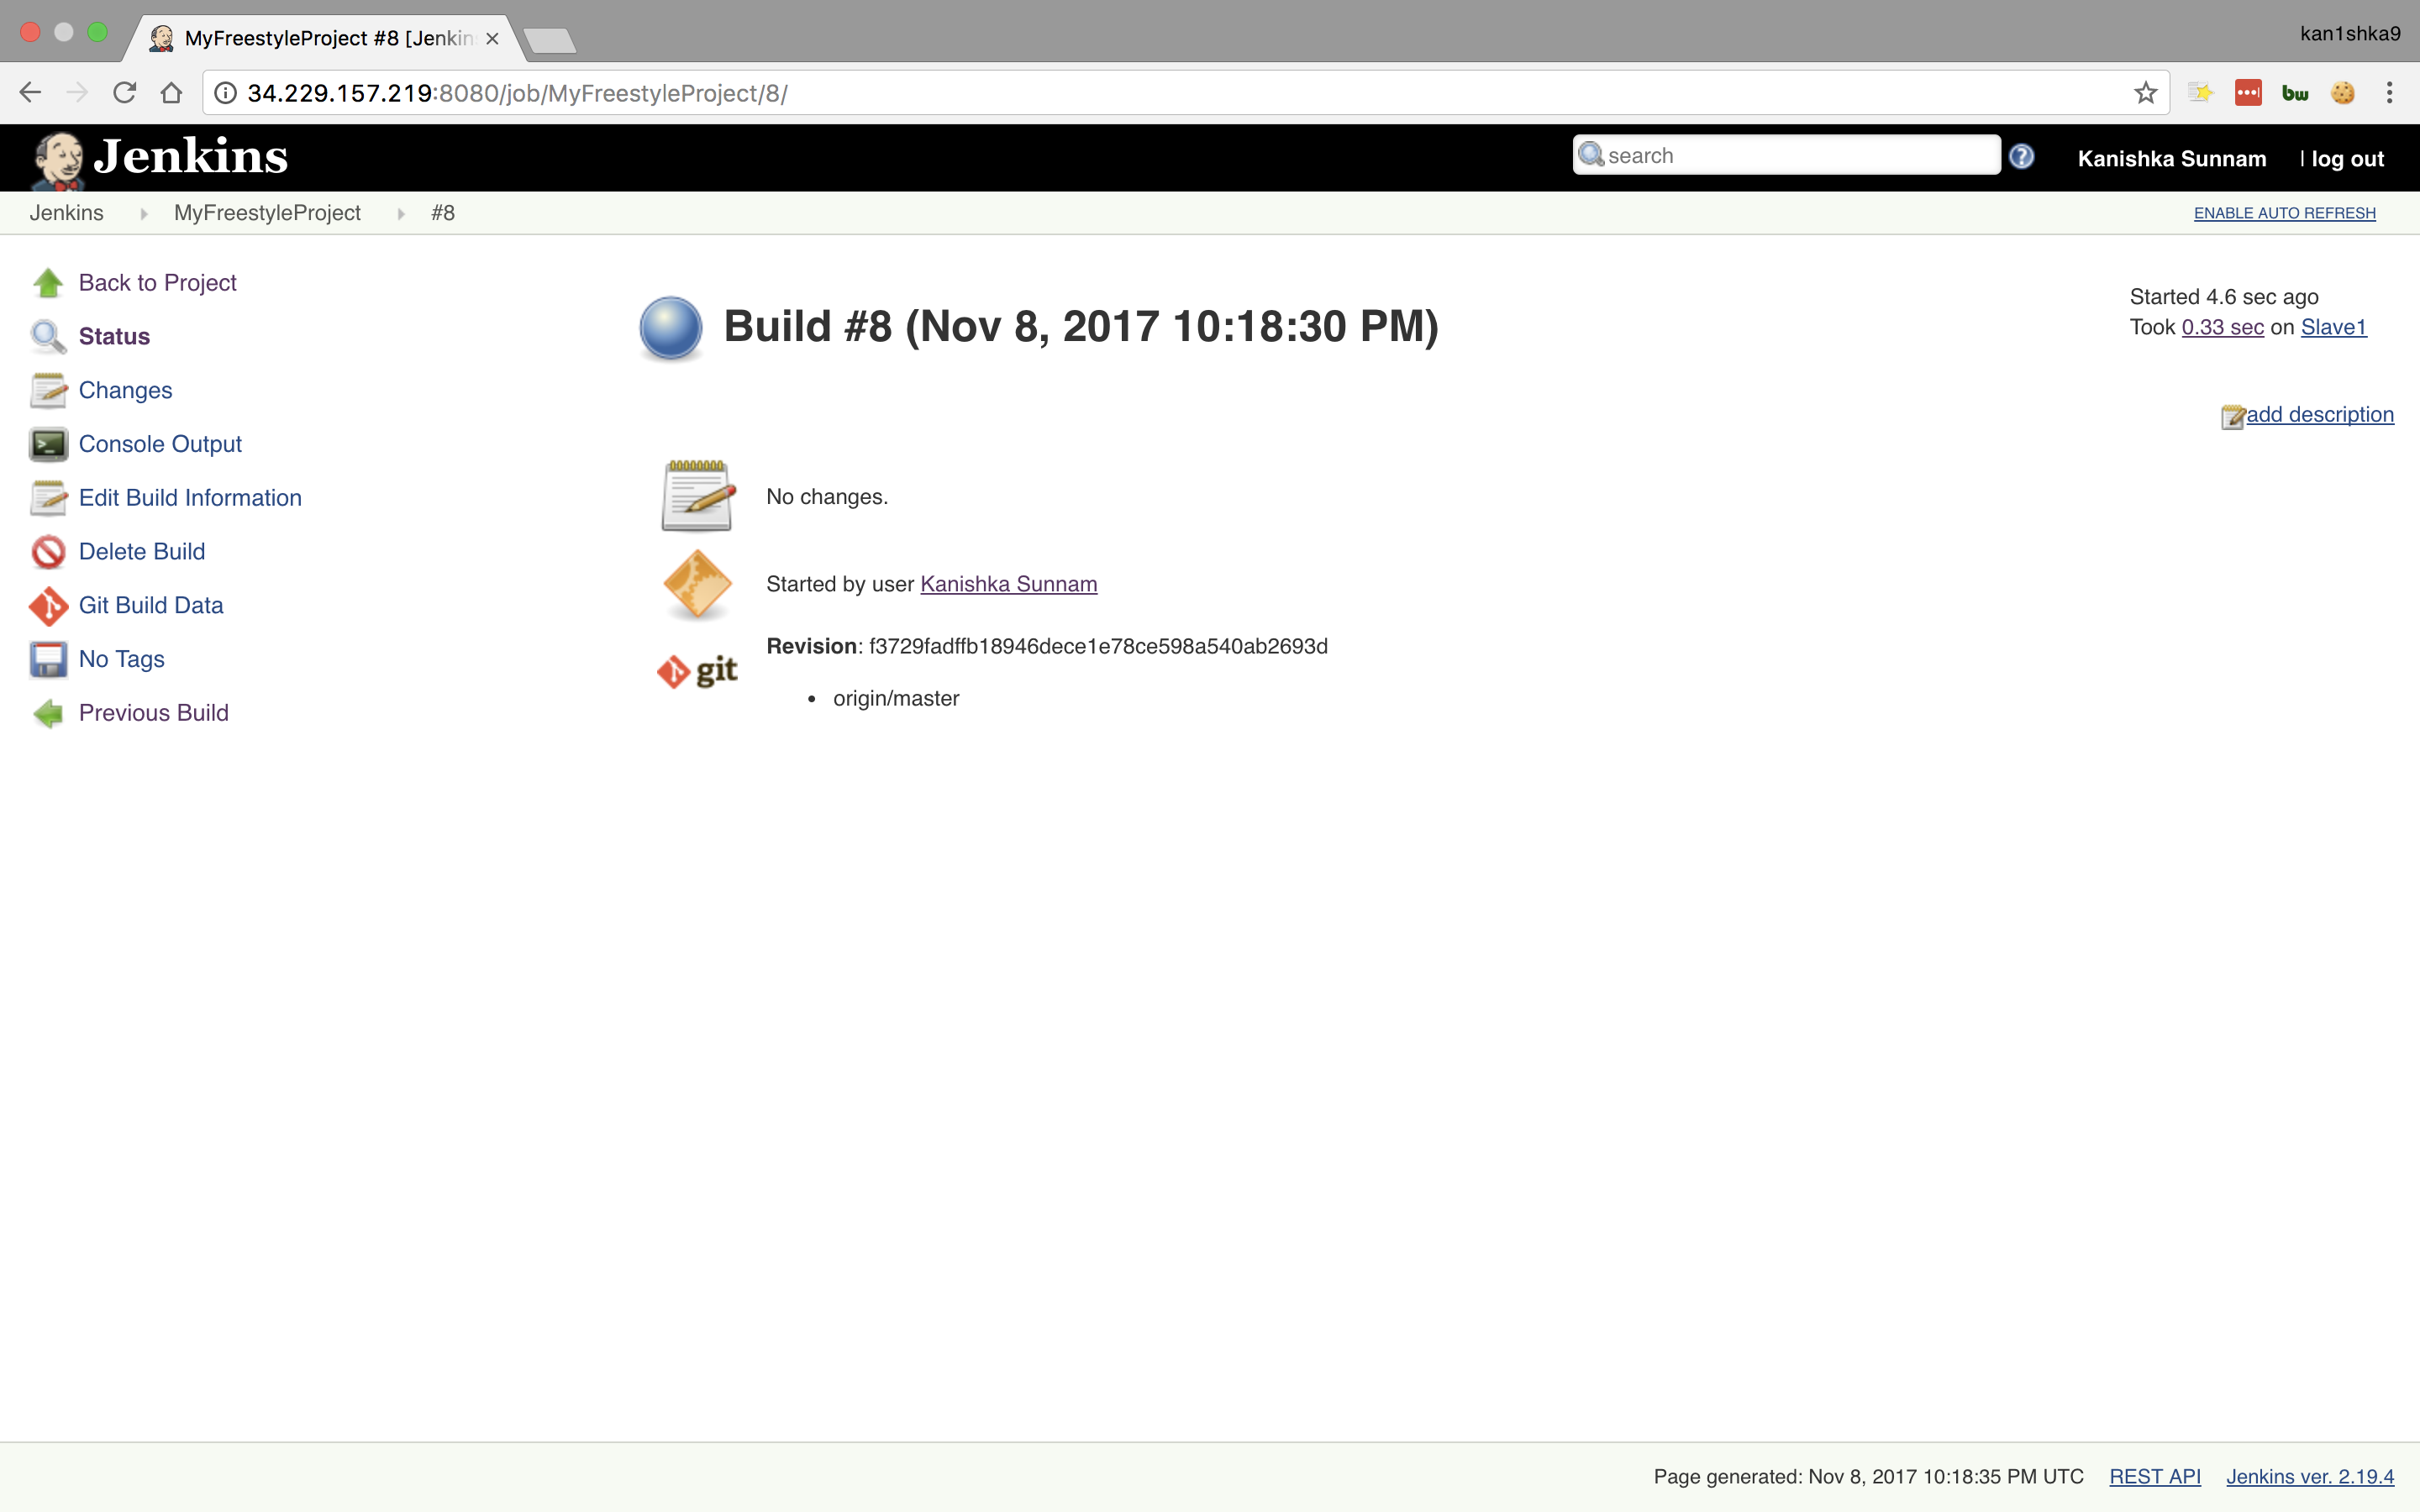 MyFreestyleProject #8 [Jenkin
kan1shka9
34.229.157.219:8080/job/MyFreestyleProject/8/
bw
Jenkins
search
Kanishka Sunnam
| log out
Jenkins
MyFreestyleProject
#8
ENABLE AUTO REFRESH
Back to Project
Status
Changes
Console Output
Edit Build Information
Delete Build
Git Build Data
No Tags
Previous Build
Build #8 (Nov 8, 2017 10:18:30 PM)
Started 4.6 sec ago
Took 0.33 sec on Slave1
add description
No changes.
Started by user Kanishka Sunnam
git
Revision: f3729fadffb18946dece1e78ce598a540ab2693d
• origin/master
Page generated: Nov 8, 2017 10:18:35 PM UTC
REST API
Jenkins ver. 2.19.4